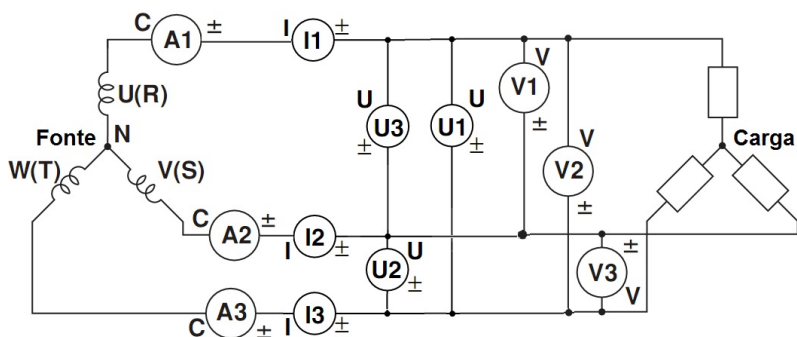 C A1 ± I I1 ±
U(R)
U U3 ± U U1 ± V V1 ±
Fonte N
W(T) V(S)
V V2 ±
Carga
C A2 ± I I2 ±
U2 U ±
± V3 V
C A3 ± I I3 ±